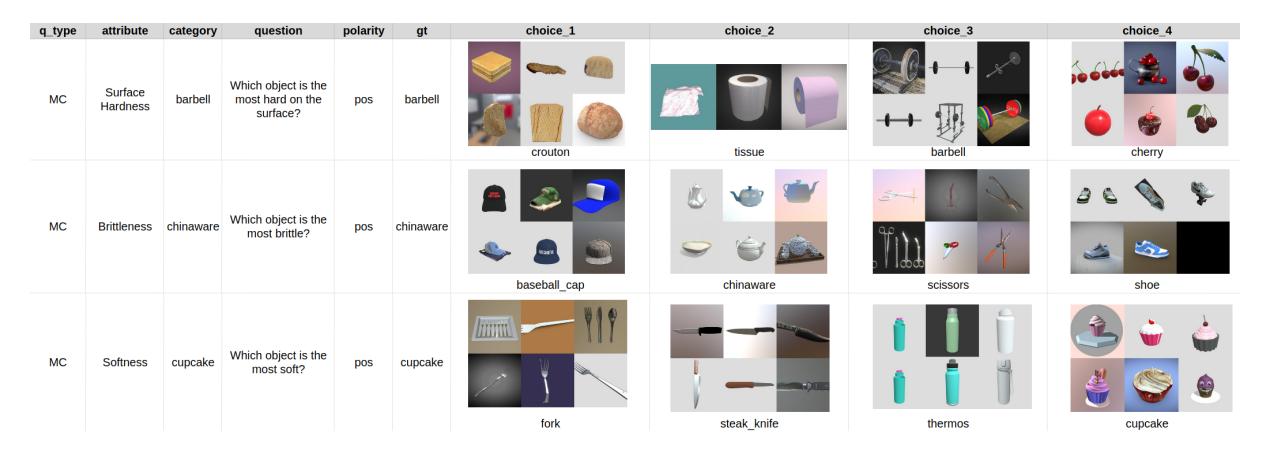 q_type attribute category question polarity gt choice_1 choice_2 choice_3 choice_4
MC
Surface
Hardness
barbell
Which object is the
most hard on the
surface?
pos
barbell
crouton
tissue
barbell
cherry
MC
Brittleness
chinaware
Which object is the
most brittle?
pos
chinaware
baseball_cap
chinaware
scissors
shoe
MC
Softness
cupcake
Which object is the
most soft?
pos
cupcake
fork
steak_knife
thermos
cupcake